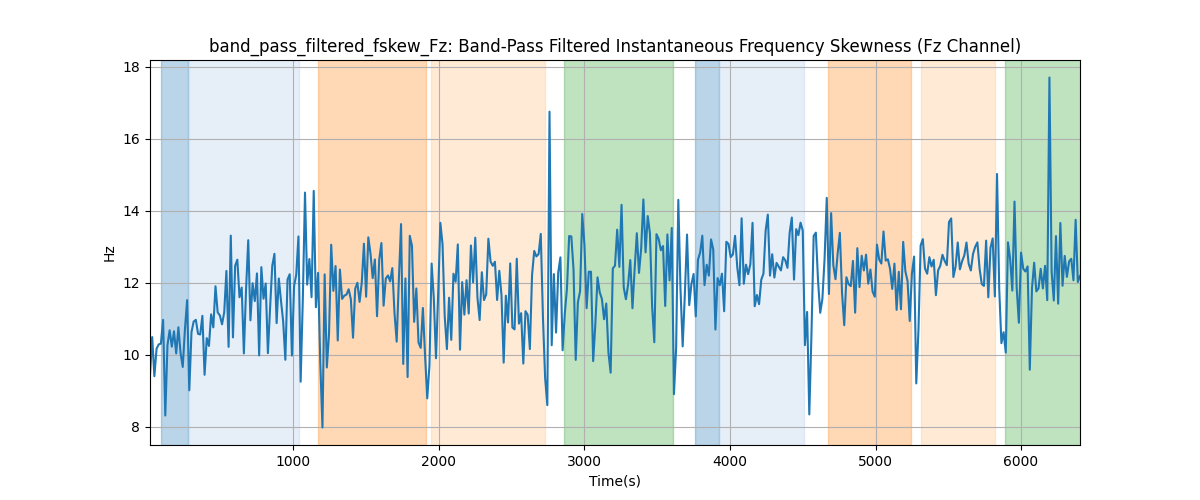 band_pass_filtered_fskew_Fz: Band-Pass Filtered Instantaneous Frequency Skewness (Fz Channel)
18
16
14
12
10
8
Hz
1000 2000 3000 4000 5000 6000
Time(s)